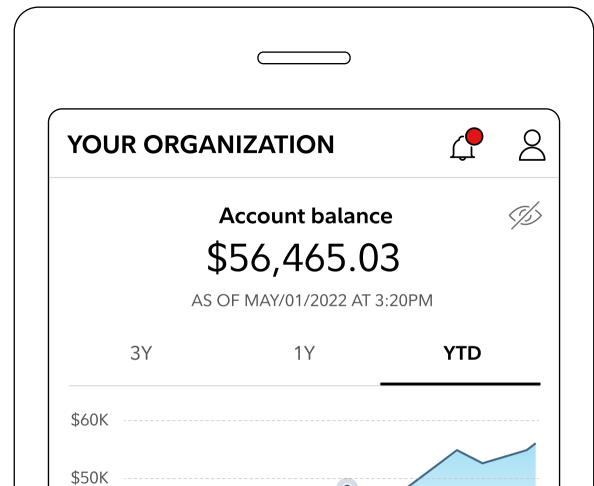 YOUR ORGANIZATION
Account balance
$56,465.03
AS OF MAY/01/2022 AT 3:20PM
3Y 1Y YTD
$60K
$50K